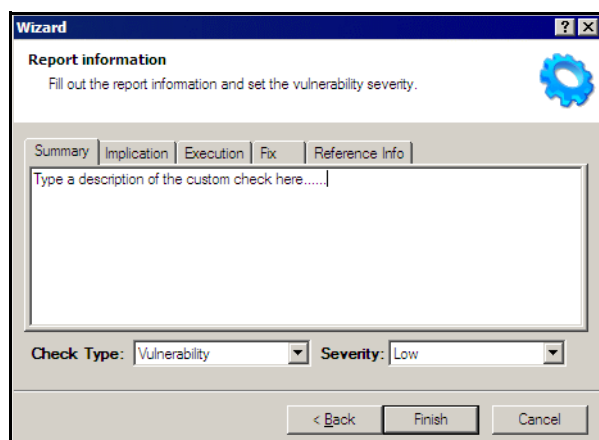 Wizard
Report information
Fill out the report information and set the vulnerability severity.
Summary Implication Execution Fix Reference Info
Type a description of the custom check here......
Check Type: Vulnerability Severity: Low
< Back Finish Cancel